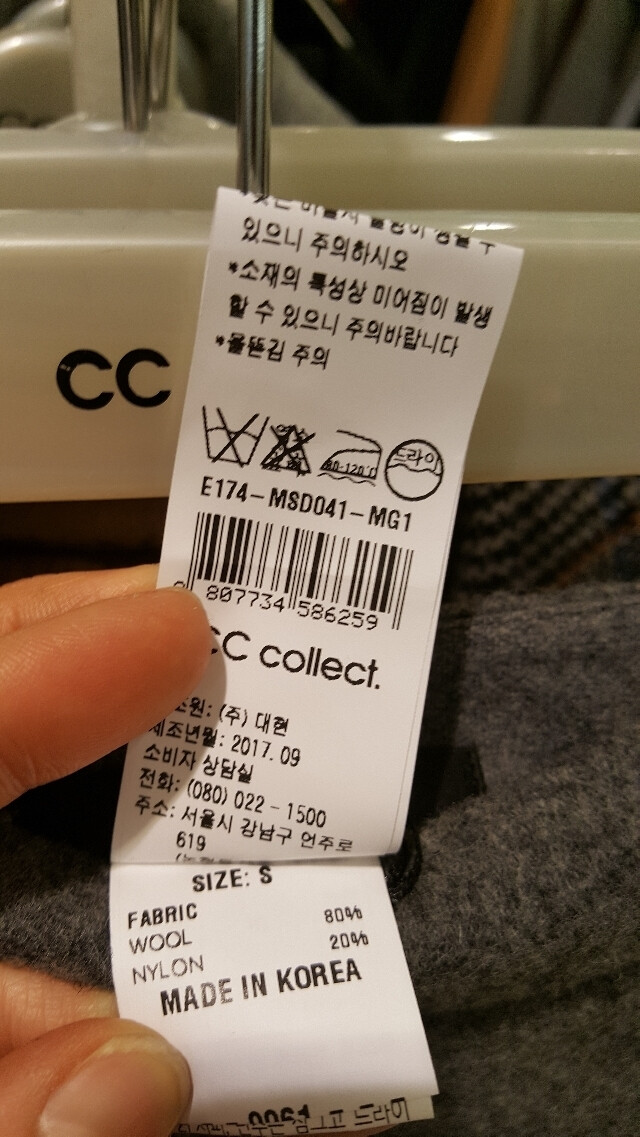 있으니 주의하시오
*소재의 특성상 미어짐이 발생
할 수 있으니 주의바랍니다
*올뜯김 주의
CC
80-120℃
드라이
E174-MSD041-MG1
807734 586259
CC collect.
제조원: (주) 대현
제조년월: 2017. 09
소비자 상담실
전화: (080) 022-1500
주소: 서울시 강남구 언주로
619
SIZE: S
FABRIC
WOOL 80%
NYLON 20%
MADE IN KOREA